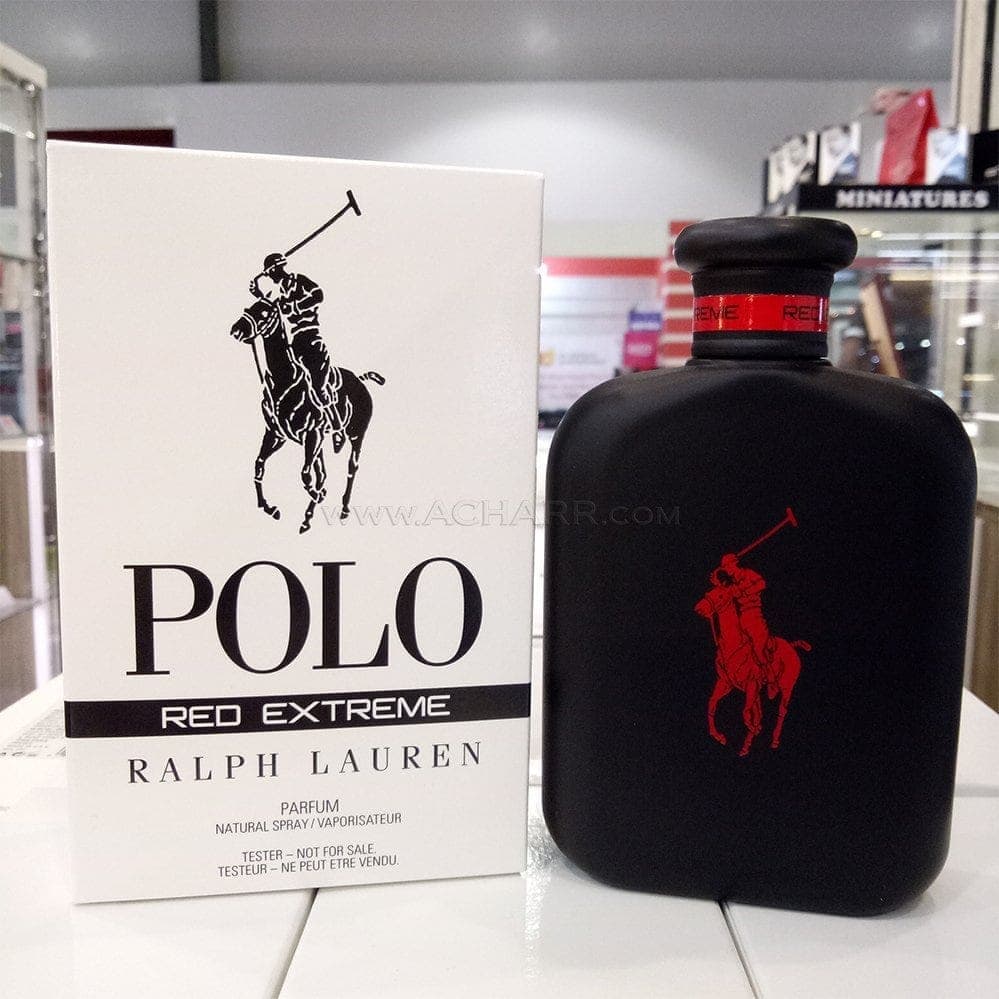 MINIATURES
REME RED
www.ACHARR.com
POLO
RED EXTREME
RALPH LAUREN
PARFUM
NATURAL SPRAY / VAPORISATEUR
TESTER – NOT FOR SALE.
TESTEUR – NE PEUT ETRE VENDU.